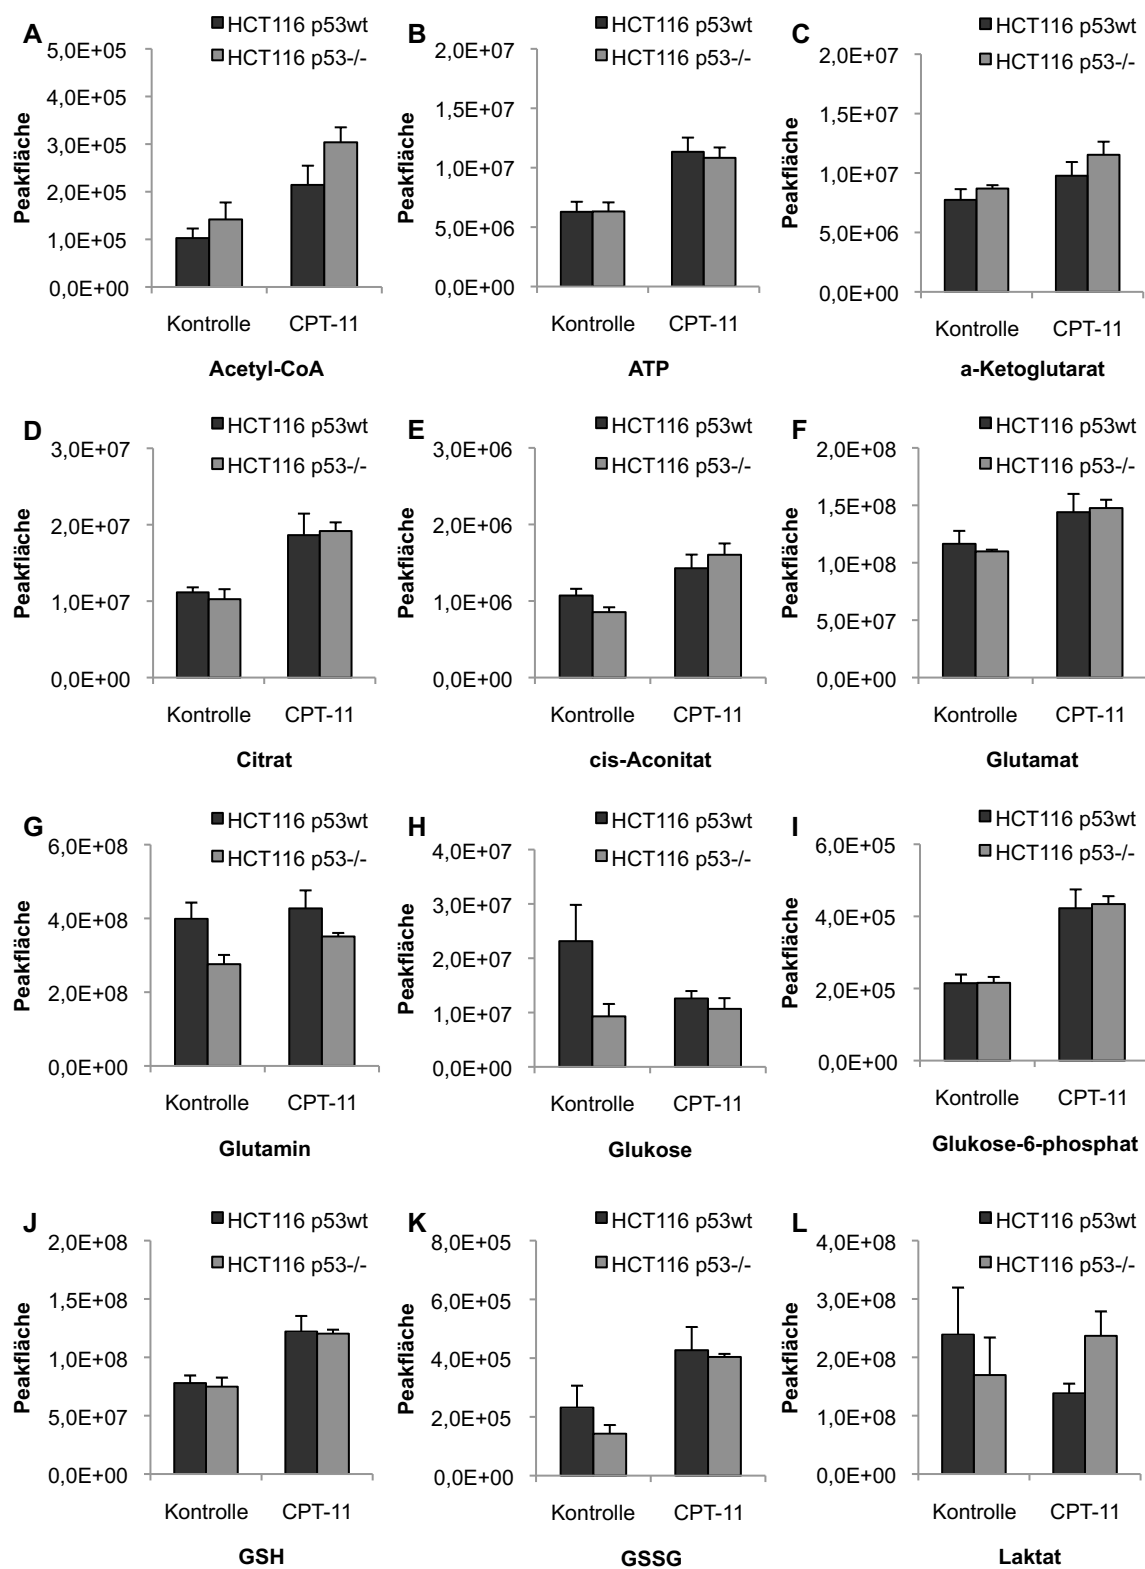 A
HCT116 p53wt
HCT116 p53-/-
5,0E+05
4,0E+05
3,0E+05
2,0E+05
1,0E+05
0,0E+00
Peakfläche
Kontrolle CPT-11
Acetyl-CoA
B
HCT116 p53wt
HCT116 p53-/-
2,0E+07
1,5E+07
1,0E+07
5,0E+06
0,0E+00
Peakfläche
Kontrolle CPT-11
ATP
C
HCT116 p53wt
HCT116 p53-/-
2,0E+07
1,5E+07
1,0E+07
5,0E+06
0,0E+00
Peakfläche
Kontrolle CPT-11
a-Ketoglutarat
D
HCT116 p53wt
HCT116 p53-/-
3,0E+07
2,0E+07
1,0E+07
0,0E+00
Peakfläche
Kontrolle CPT-11
Citrat
E
HCT116 p53wt
HCT116 p53-/-
3,0E+06
2,0E+06
1,0E+06
0,0E+00
Peakfläche
Kontrolle CPT-11
cis-Aconitat
F
HCT116 p53wt
HCT116 p53-/-
2,0E+08
1,5E+08
1,0E+08
5,0E+07
0,0E+00
Peakfläche
Kontrolle CPT-11
Glutamat
G
HCT116 p53wt
HCT116 p53-/-
6,0E+08
4,0E+08
2,0E+08
0,0E+00
Peakfläche
Kontrolle CPT-11
Glutamin
H
HCT116 p53wt
HCT116 p53-/-
4,0E+07
3,0E+07
2,0E+07
1,0E+07
0,0E+00
Peakfläche
Kontrolle CPT-11
Glukose
I
HCT116 p53wt
HCT116 p53-/-
6,0E+05
4,0E+05
2,0E+05
0,0E+00
Peakfläche
Kontrolle CPT-11
Glukose-6-phosphat
J
HCT116 p53wt
HCT116 p53-/-
2,0E+08
1,5E+08
1,0E+08
5,0E+07
0,0E+00
Peakfläche
Kontrolle CPT-11
GSH
K
HCT116 p53wt
HCT116 p53-/-
8,0E+05
6,0E+05
4,0E+05
2,0E+05
0,0E+00
Peakfläche
Kontrolle CPT-11
GSSG
L
HCT116 p53wt
HCT116 p53-/-
4,0E+08
3,0E+08
2,0E+08
1,0E+08
0,0E+00
Peakfläche
Kontrolle CPT-11
Laktat